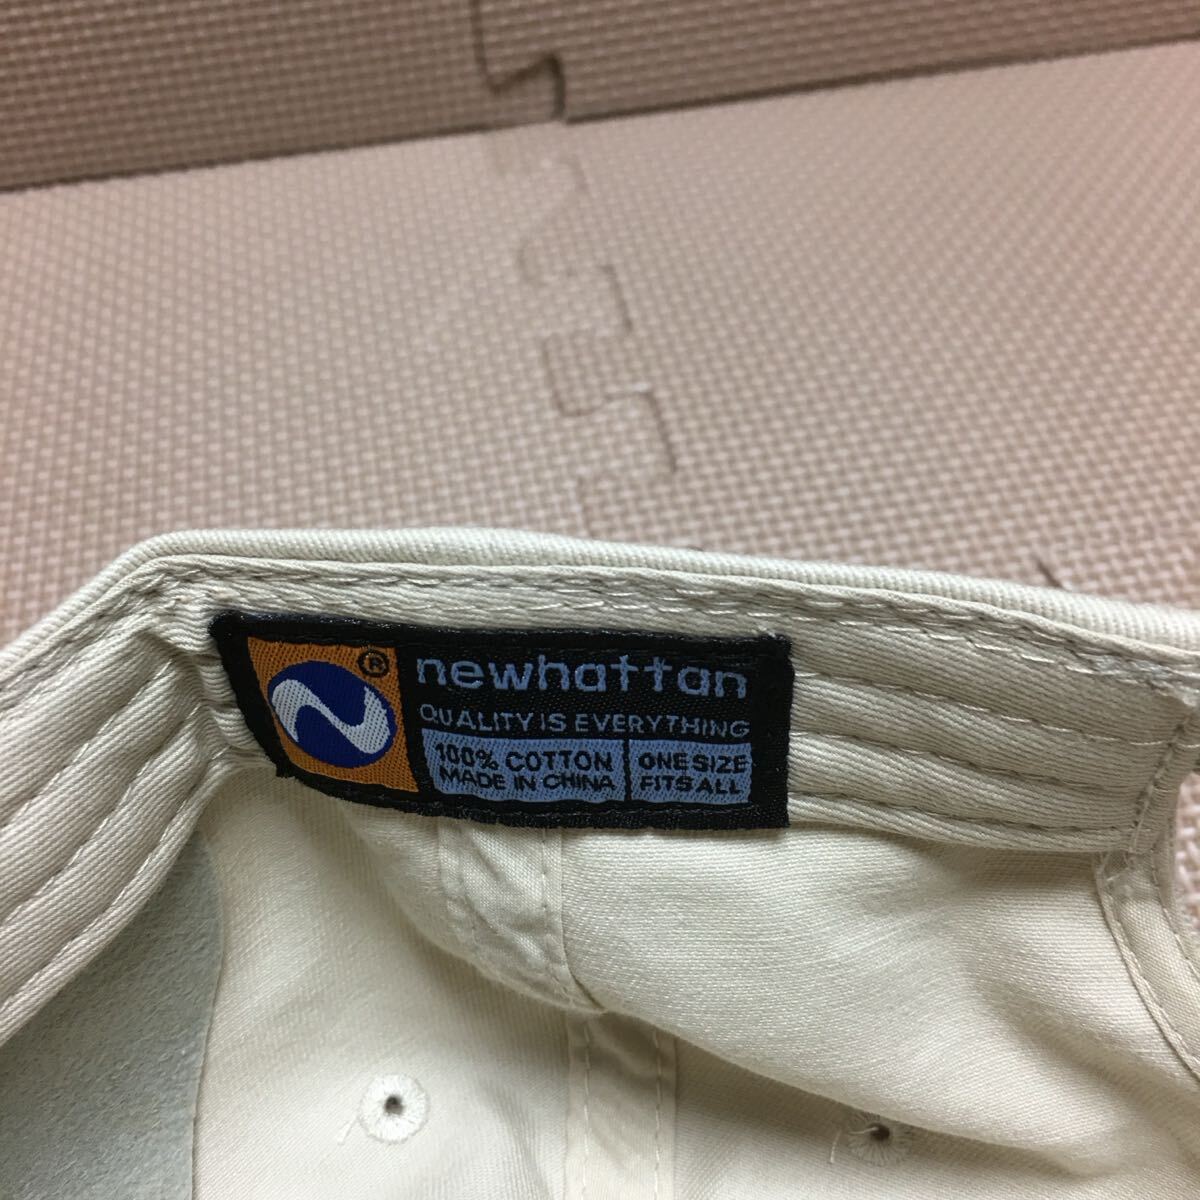 ®
newhattan
QUALITY IS EVERYTHING
100% COTTON
MADE IN CHINA
ONE SIZE
FITS ALL